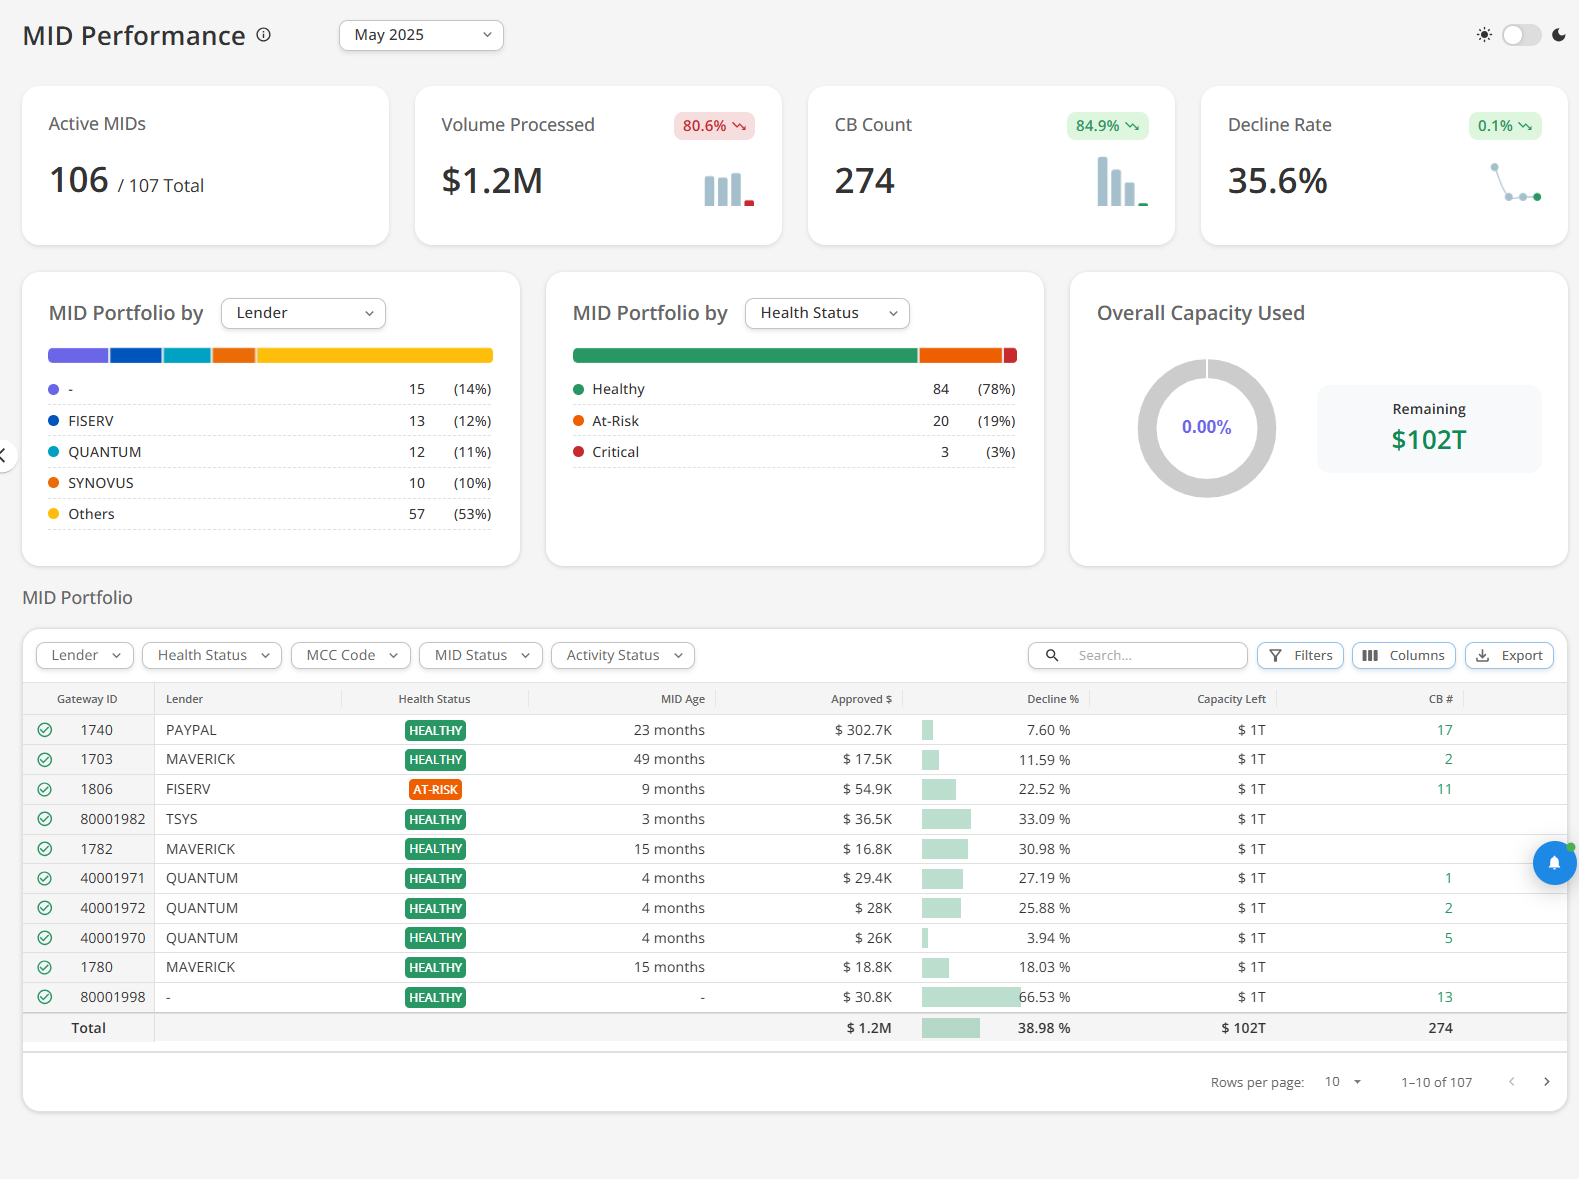 MID Performance
May 2025
Active MIDs
106 / 107 Total
Volume Processed
80.6%
$1.2M
CB Count
84.9%
274
Decline Rate
0.1%
35.6%
MID Portfolio by Lender
- 15 (14%)
FISERV 13 (12%)
QUANTUM 12 (11%)
SYNOVUS 10 (10%)
Others 57 (53%)
MID Portfolio by Health Status
Healthy 84 (78%)
At-Risk 20 (19%)
Critical 3 (3%)
Overall Capacity Used
0.00%
Remaining
$102T
MID Portfolio
Lender Health Status MCC Code MID Status Activity Status Search... Filters Columns Export
Gateway ID Lender Health Status MID Age Approved $ Decline % Capacity Left CB #
1740 PAYPAL HEALTHY 23 months $ 302.7K 7.60 % $ 1T 17
1703 MAVERICK HEALTHY 49 months $ 17.5K 11.59 % $ 1T 2
1806 FISERV AT-RISK 9 months $ 54.9K 22.52 % $ 1T 11
80001982 TSYS HEALTHY 3 months $ 36.5K 33.09 % $ 1T
1782 MAVERICK HEALTHY 15 months $ 16.8K 30.98 % $ 1T
40001971 QUANTUM HEALTHY 4 months $ 29.4K 27.19 % $ 1T 1
40001972 QUANTUM HEALTHY 4 months $ 28K 25.88 % $ 1T 2
40001970 QUANTUM HEALTHY 4 months $ 26K 3.94 % $ 1T 5
1780 MAVERICK HEALTHY 15 months $ 18.8K 18.03 % $ 1T
80001998 - HEALTHY - $ 30.8K 66.53 % $ 1T 13
Total $ 1.2M 38.98 % $ 102T 274
Rows per page: 10 1–10 of 107